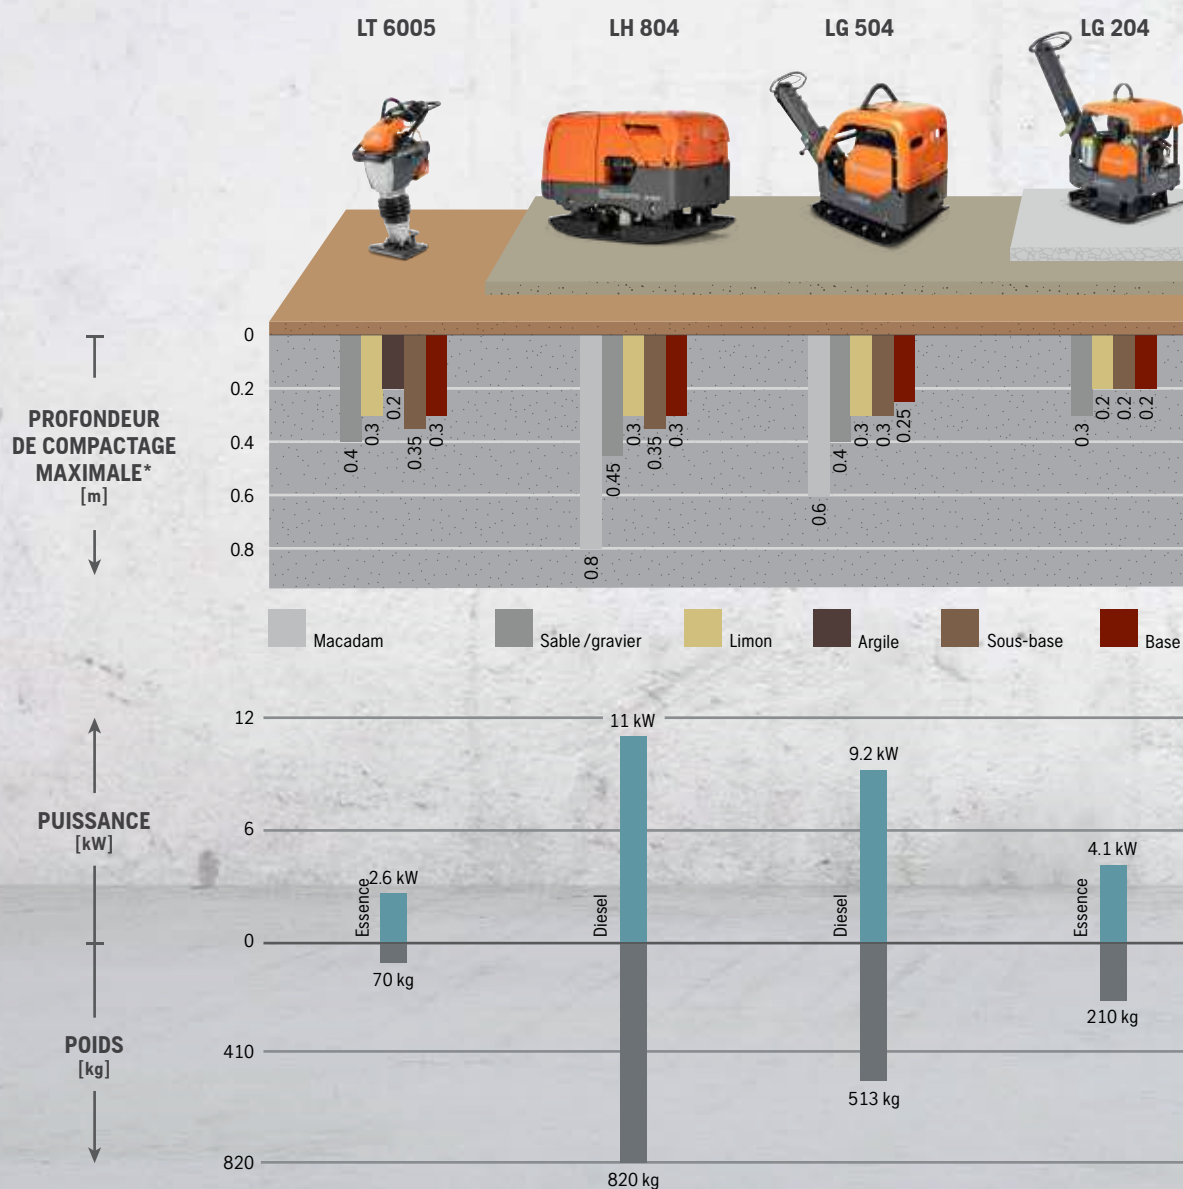 LT 6005
LH 804
LG 504
LG 204
0
0.2
0.4
0.6
0.8
PROFONDEUR
DE COMPACTAGE
MAXIMALE*
[m]
0.4
0.3
0.2
0.35
0.3
0.8
0.45
0.3
0.35
0.3
0.6
0.4
0.3
0.3
0.25
0.3
0.2
0.2
0.2
Macadam
Sable /gravier
Limon
Argile
Sous-base
Base
12
6
0
410
820
PUISSANCE
[kW]
POIDS
[kg]
Essence
2.6 kW
70 kg
Diesel
11 kW
820 kg
Diesel
9.2 kW
513 kg
Essence
4.1 kW
210 kg